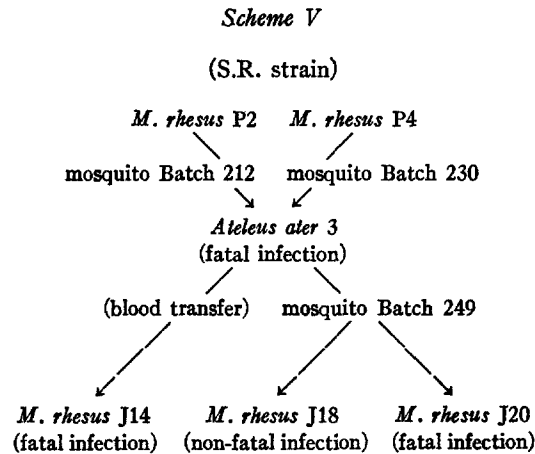 Scheme V
(S.R. strain)
M. rhesus P2 M. rhesus P4
mosquito Batch 212 mosquito Batch 230
Ateleus ater 3
(fatal infection)
(blood transfer) mosquito Batch 249
M. rhesus J14 M. rhesus J18 M. rhesus J20
(fatal infection) (non-fatal infection) (fatal infection)